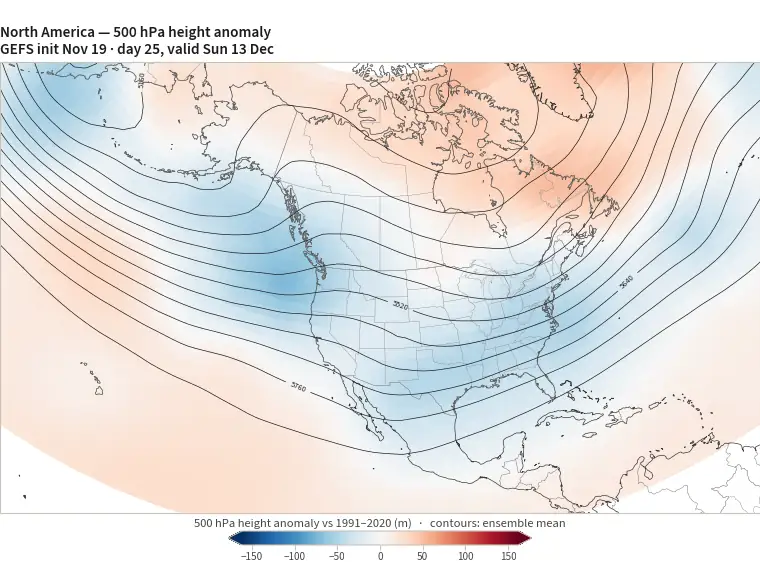 North America — 500 hPa height anomaly
GEFS init Nov 19 · day 25, valid Sun 13 Dec
5520
5640
5760
500 hPa height anomaly vs 1991–2020 (m) · contours: ensemble mean
−150 −100 −50 0 50 100 150